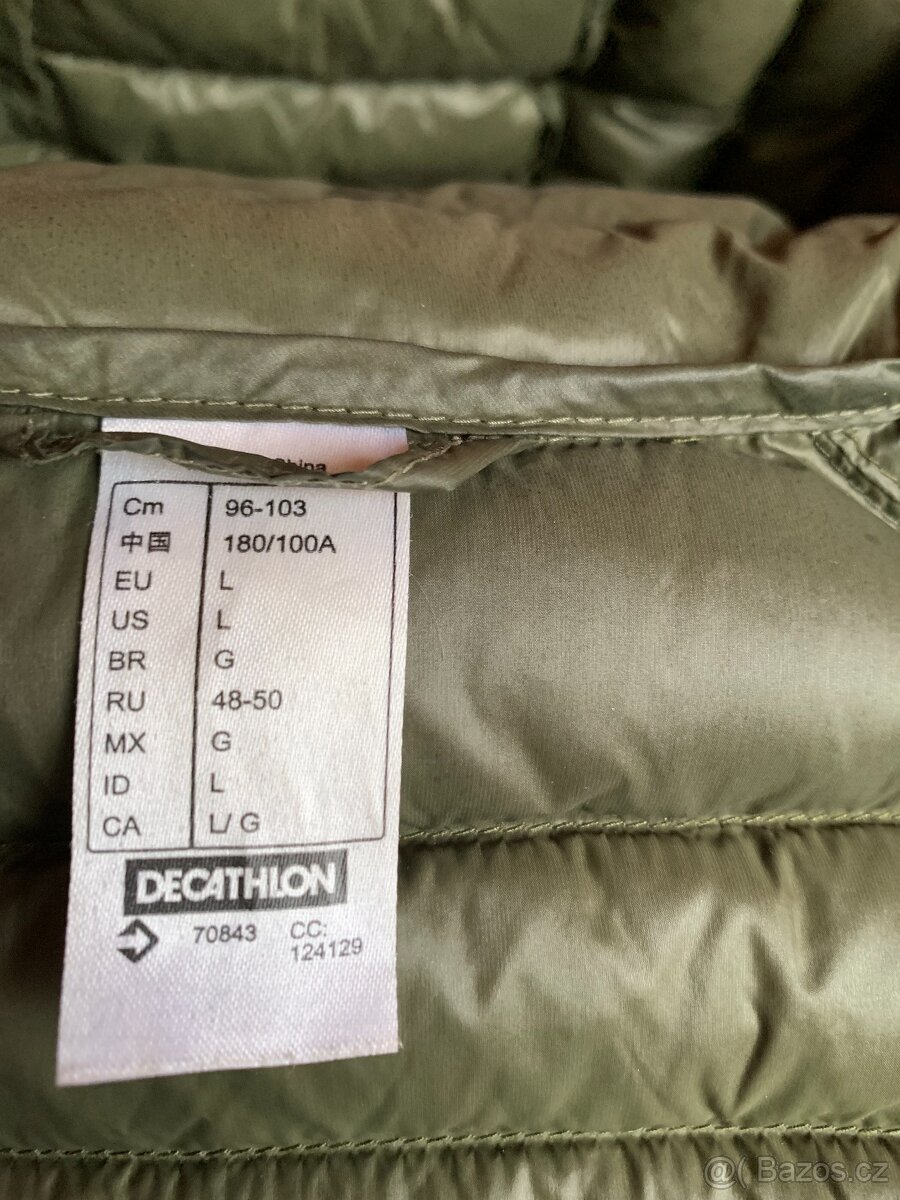 China
Cm 96-103
中国 180/100A
EU L
US L
BR G
RU 48-50
MX G
ID L
CA L/ G
DECATHLON
70843 CC:
124129
@( Bazos.cz